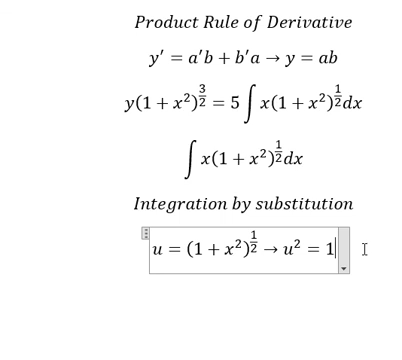 Product Rule of Derivative
y′ = a′b + b′a → y = ab
y(1 + x²)^{3/2} = 5 ∫ x(1 + x²)^{1/2}dx
∫ x(1 + x²)^{1/2}dx
Integration by substitution
u = (1 + x²)^{1/2} → u² = 1